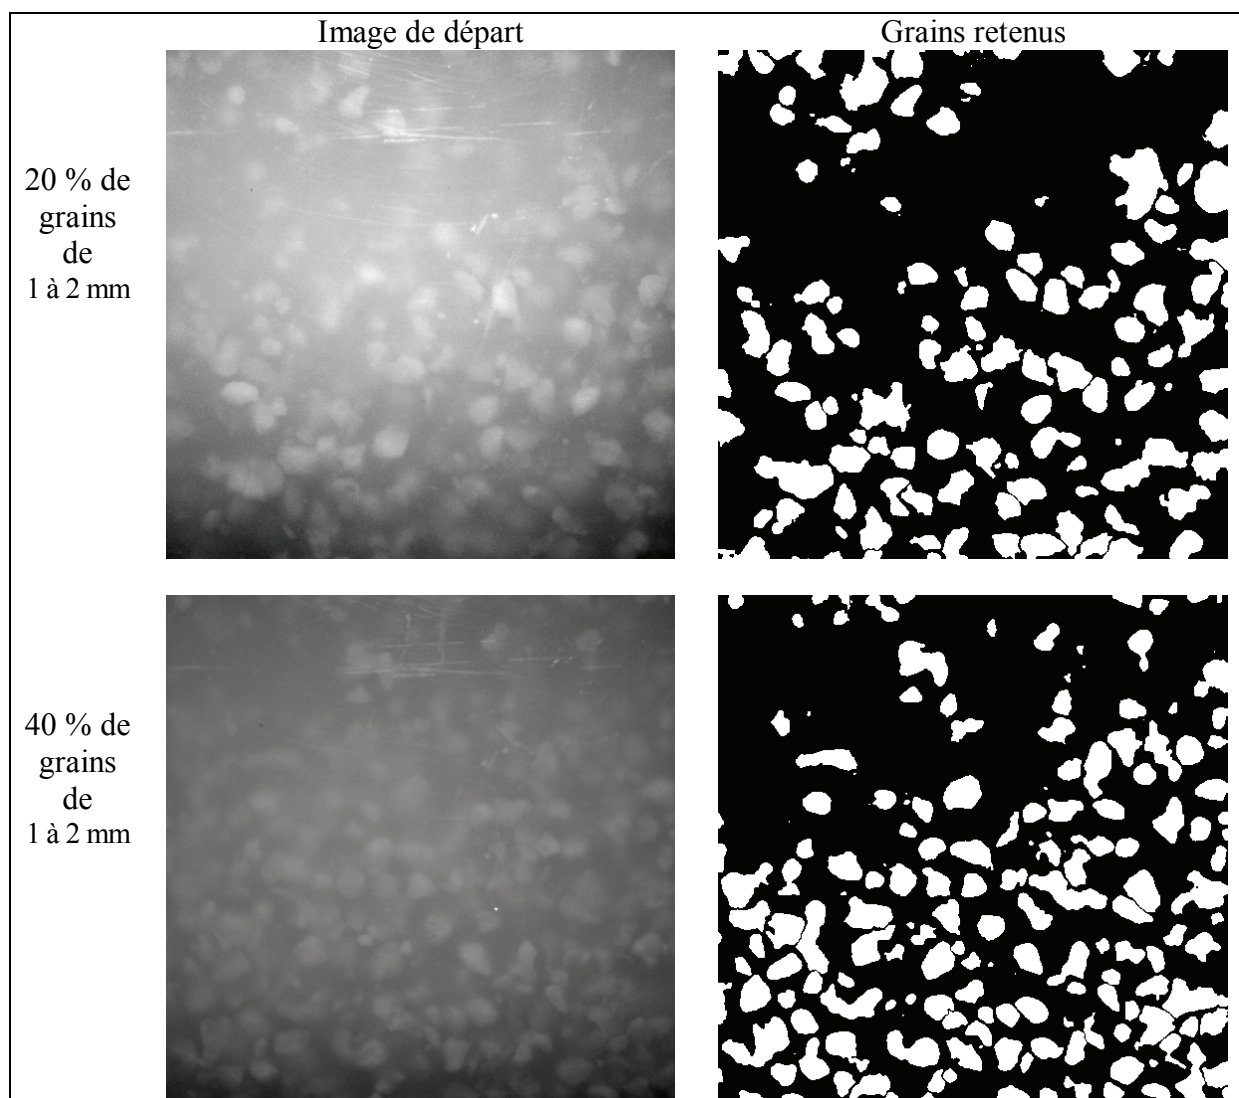 Image de départ
Grains retenus
20 % de
grains
de
1 à 2 mm
40 % de
grains
de
1 à 2 mm